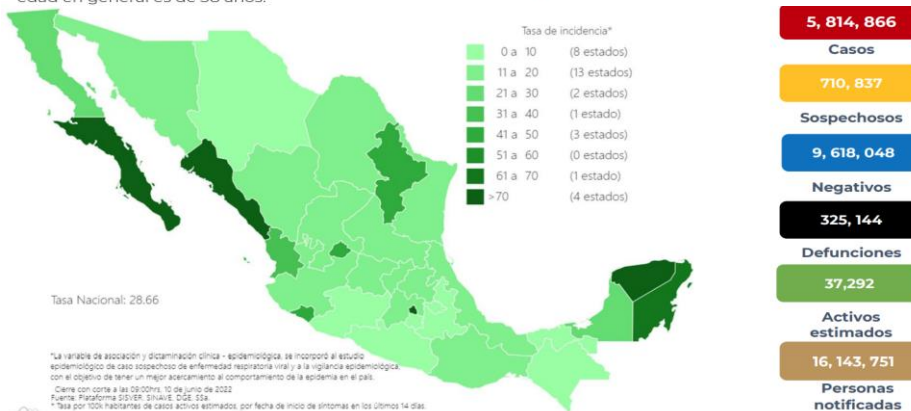 edad en generales de 38 años.
Tasa de incidencia*
0 a 10 (8 estados)
11 a 20 (13 estados)
21 a 30 (2 estados)
31 a 40 (1 estado)
41 a 50 (3 estados)
51 a 60 (0 estados)
61 a 70 (1 estado)
>70 (4 estados)
Tasa Nacional: 28.66
*La variable de asociación y dictaminación clínica - epidemiológica, se incorporó al estudio
epidemiológico de caso sospechoso de enfermedad respiratoria viral y a la vigilancia epidemiológica,
con el objetivo de tener un mejor acercamiento al comportamiento de la epidemia en el país.
Cierre con corte a las 09:00hrs, 10 de junio de 2022
Fuente: Plataforma SISVER, SINAVE, DGE, SSa.
* Tasa por 100k habitantes de casos activos estimados, por fecha de inicio de síntomas en los últimos 14 días.
5, 814, 866
Casos
710, 837
Sospechosos
9, 618, 048
Negativos
325, 144
Defunciones
37,292
Activos
estimados
16, 143, 751
Personas
notificadas